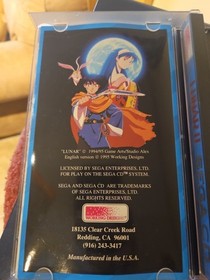 "LUNAR" © 1994/95 Game Arts/Studio Alex
English version © 1995 Working Designs.
LICENSED BY SEGA ENTERPRISES, LTD.
FOR PLAY ON THE SEGA CD™ SYSTEM.
SEGA AND SEGA CD ARE TRADEMARKS
OF SEGA ENTERPRISES, LTD.
ALL RIGHTS RESERVED.
WORKING DESIGNS
18135 Clear Creek Road
Redding, CA 96001
(916) 243-3417
Manufactured in the U.S.A.